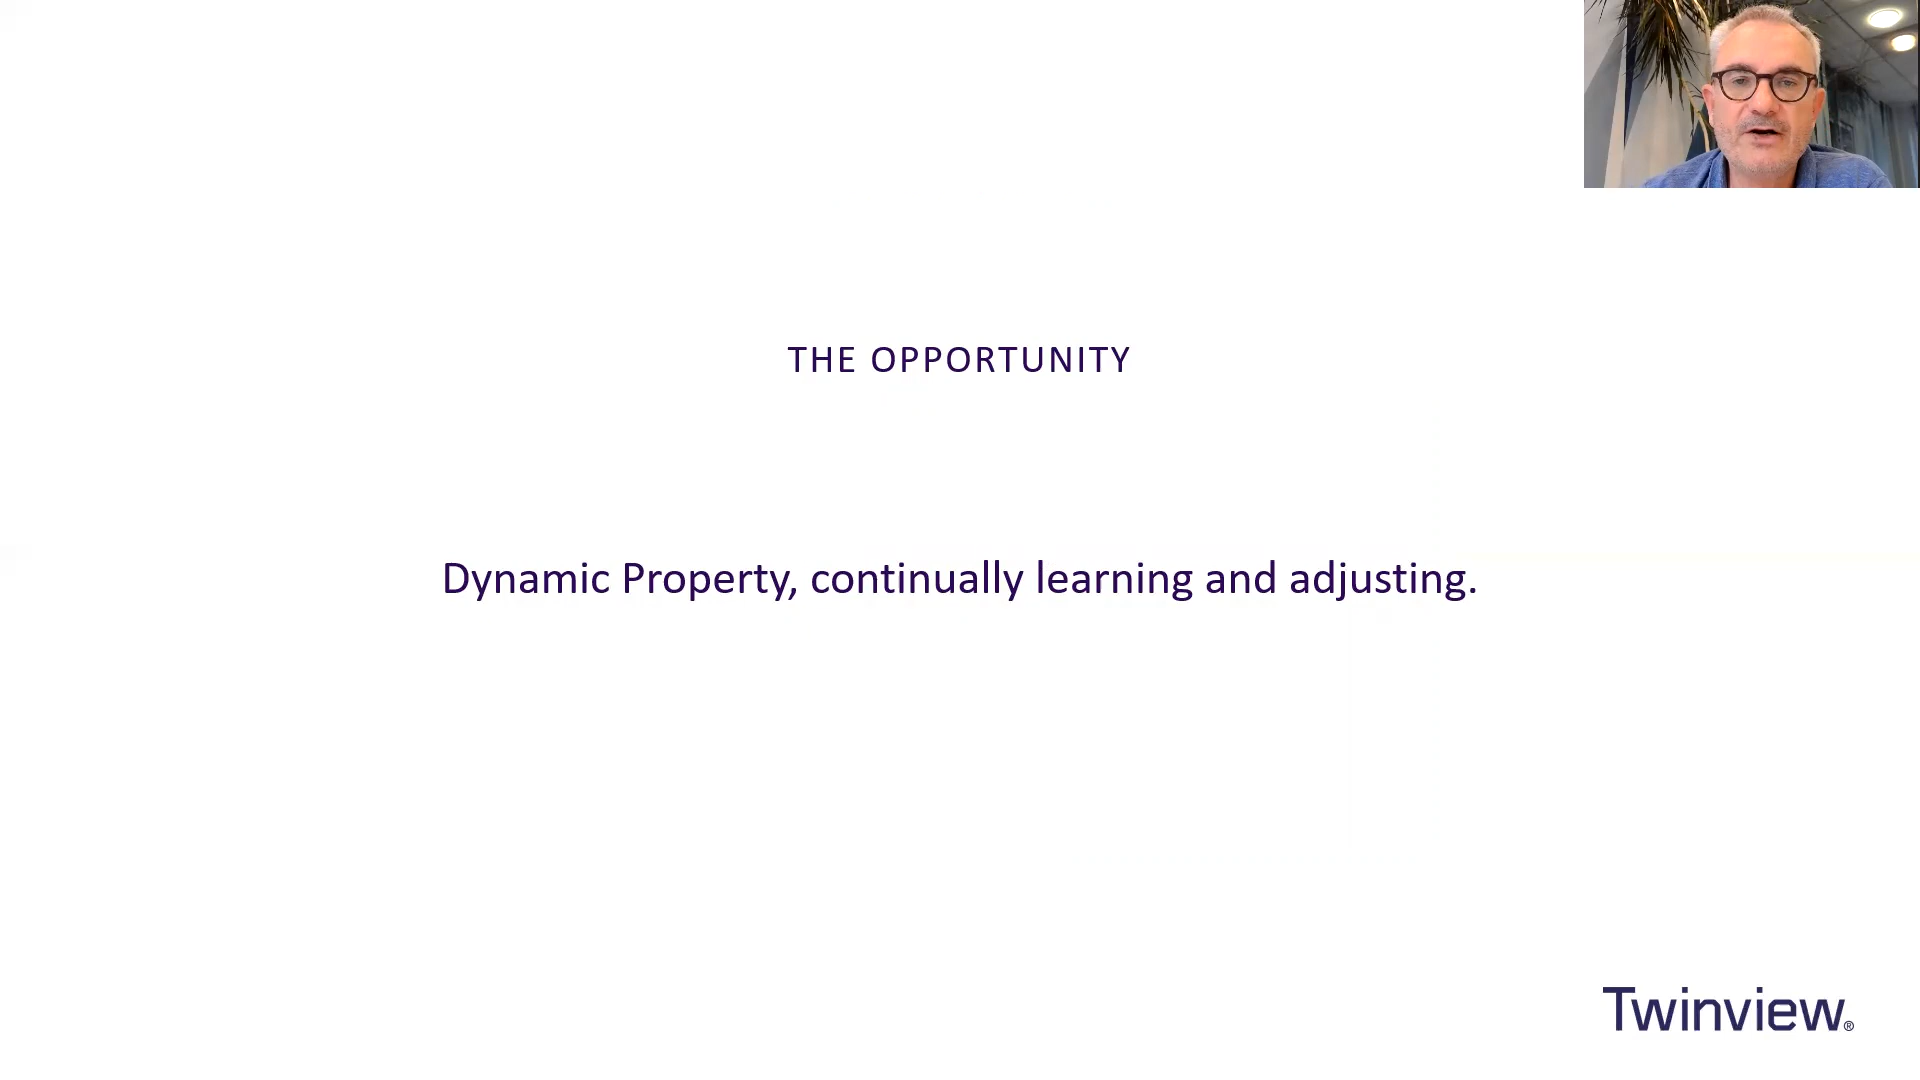 THE OPPORTUNITY
Dynamic Property, continually learning and adjusting.
Twinview®